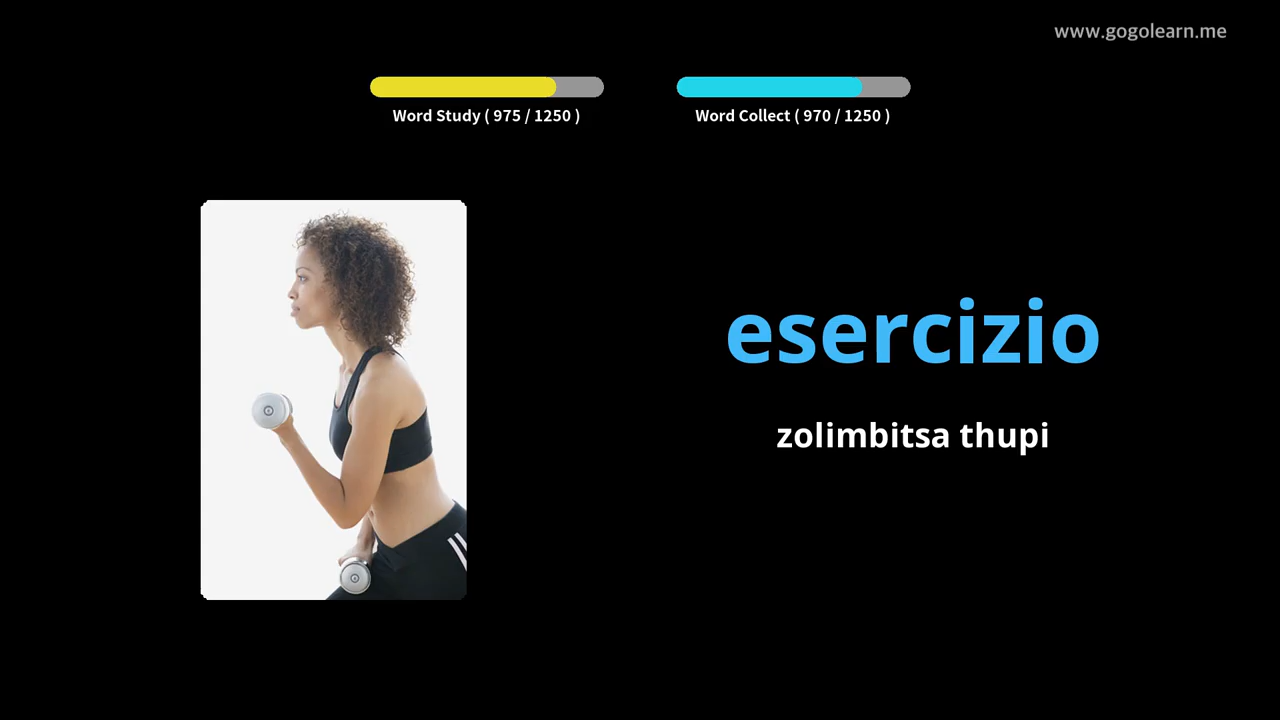 www.gogolearn.me
Word Study ( 975 / 1250 )
Word Collect ( 970 / 1250 )
esercizio
zolimbitsa thupi